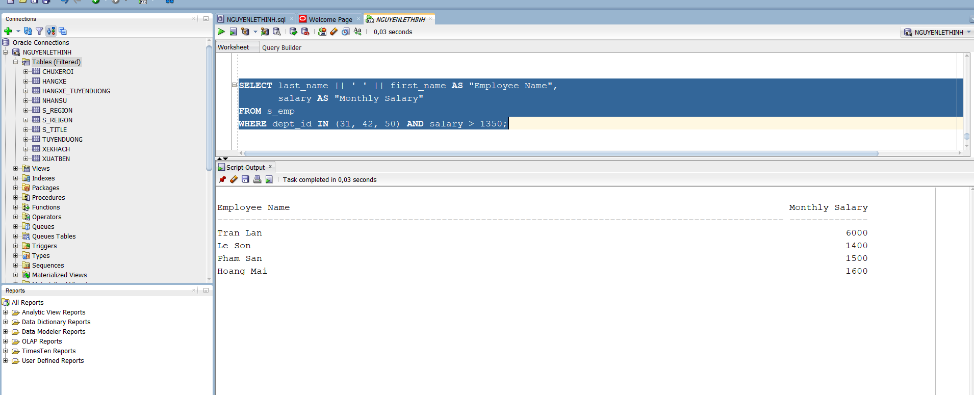 Connections
Oracle Connections
NGUYENLETHINH
Tables (Filtered)
CHUXEROI
HANGXE
HANGXE_TUYENDUONG
NHANSU
S_REGION
S_REIGON
S_TITLE
TUYENDUONG
XEKHACH
XUATBEN
Views
Indexes
Packages
Procedures
Functions
Operators
Queues
Queues Tables
Triggers
Types
Sequences
Materialized Views
Reports
All Reports
Analytic View Reports
Data Dictionary Reports
Data Modeler Reports
OLAP Reports
TimesTen Reports
User Defined Reports
NGUYENLETHINH.sql
Welcome Page
NGUYENLETHINH
0,03 seconds
NGUYENLETHINH
Worksheet Query Builder
SELECT last_name || ' ' || first_name AS "Employee Name",
salary AS "Monthly Salary"
FROM s_emp
WHERE dept_id IN (31, 42, 50) AND salary > 1350;
Script Output
Task completed in 0,03 seconds
Employee Name Monthly Salary
Tran Lan 6000
Le Son 1400
Pham San 1500
Hoang Mai 1600